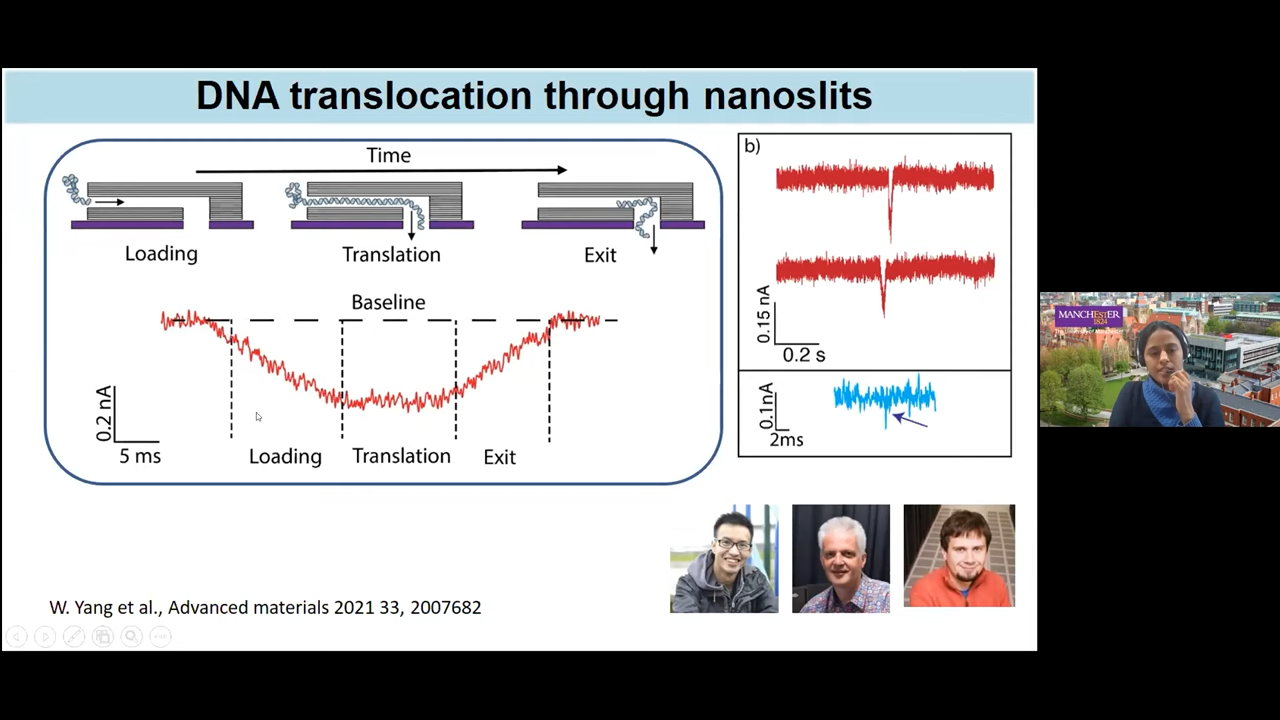 DNA translocation through nanoslits
Time
Loading
Translation
Exit
Baseline
0.2 nA
5 ms
Loading
Translation
Exit
b)
0.15 nA
0.2 s
0.1nA
2ms
W. Yang et al., Advanced materials 2021 33, 2007682
MANCHESTER
1824